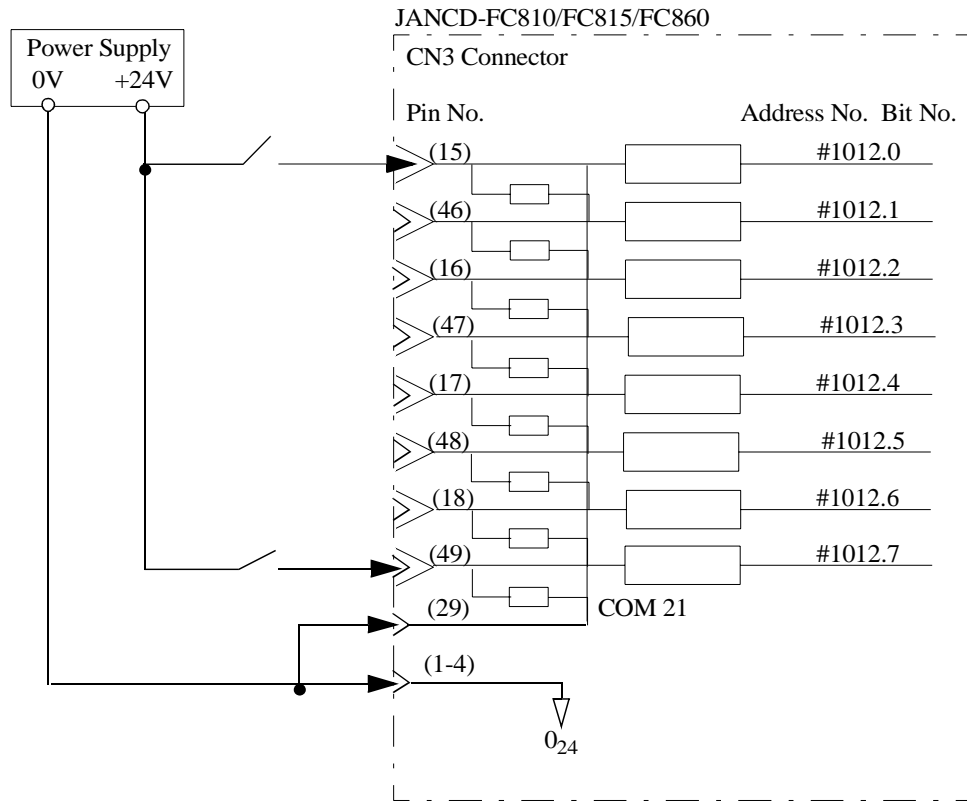 JANCD-FC810/FC815/FC860
Power Supply
0V +24V
CN3 Connector
Pin No. Address No. Bit No.
(15) #1012.0
(46) #1012.1
(16) #1012.2
(47) #1012.3
(17) #1012.4
(48) #1012.5
(18) #1012.6
(49) #1012.7
(29) COM 21
(1-4)
024